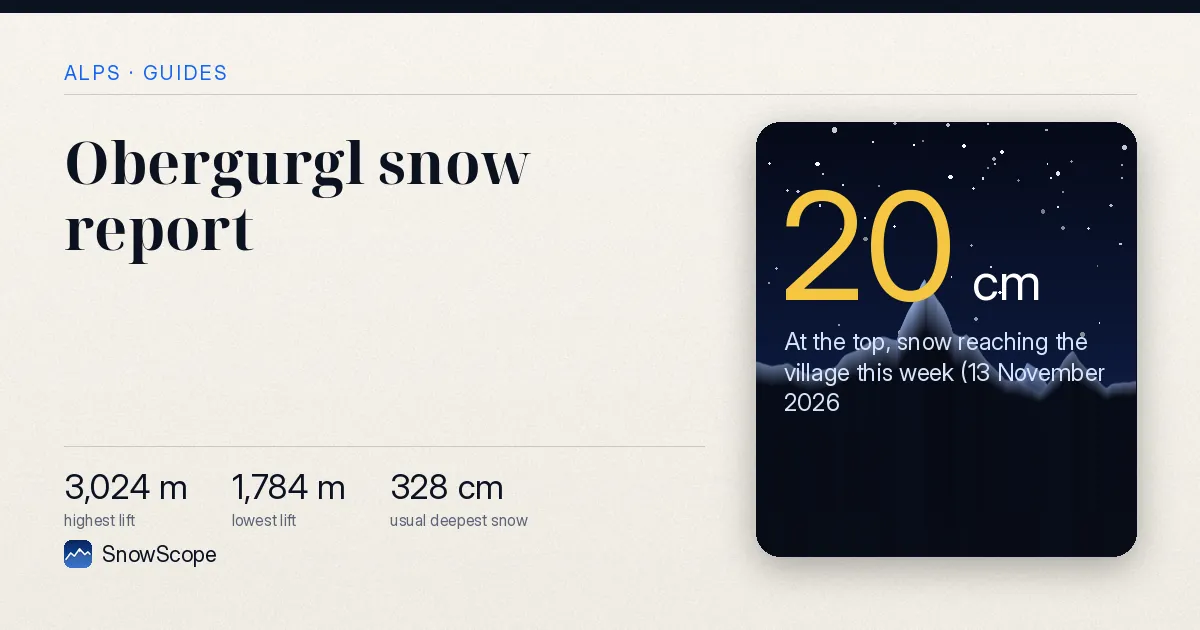 ALPS · GUIDES
Obergurgl snow
report
20 cm
At the top, snow reaching the
village this week (13 November
2026
3,024 m
highest lift
1,784 m
lowest lift
328 cm
usual deepest snow
SnowScope